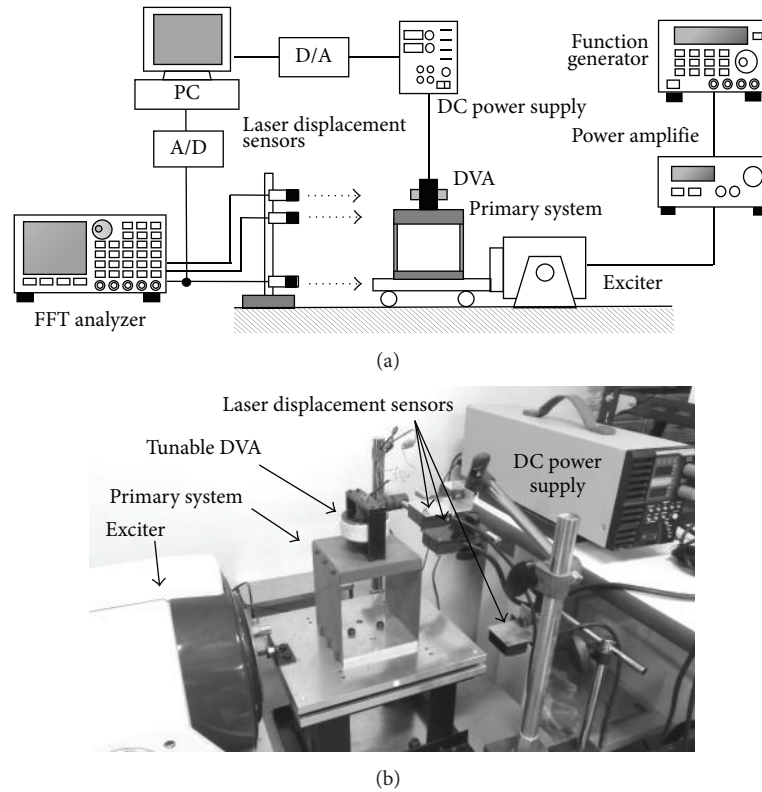 PC
D/A
A/D
Laser displacement
sensors
DC power supply
Function
generator
Power amplifie
DVA
Primary system
Exciter
FFT analyzer
(a)
Laser displacement sensors
Tunable DVA
Primary system
Exciter
DC power
supply
(b)